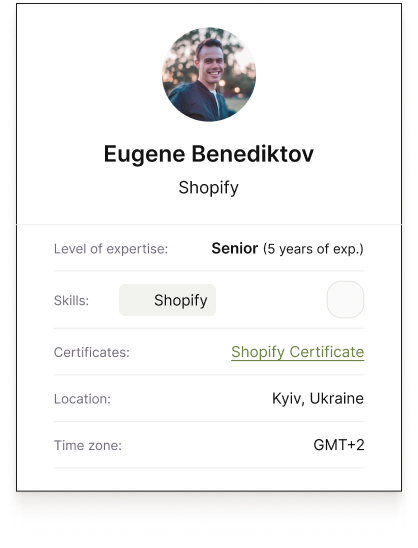 Eugene Benediktov
Shopify
Level of expertise: Senior (5 years of exp.)
Skills: Shopify
Certificates: Shopify Certificate
Location: Kyiv, Ukraine
Time zone: GMT+2